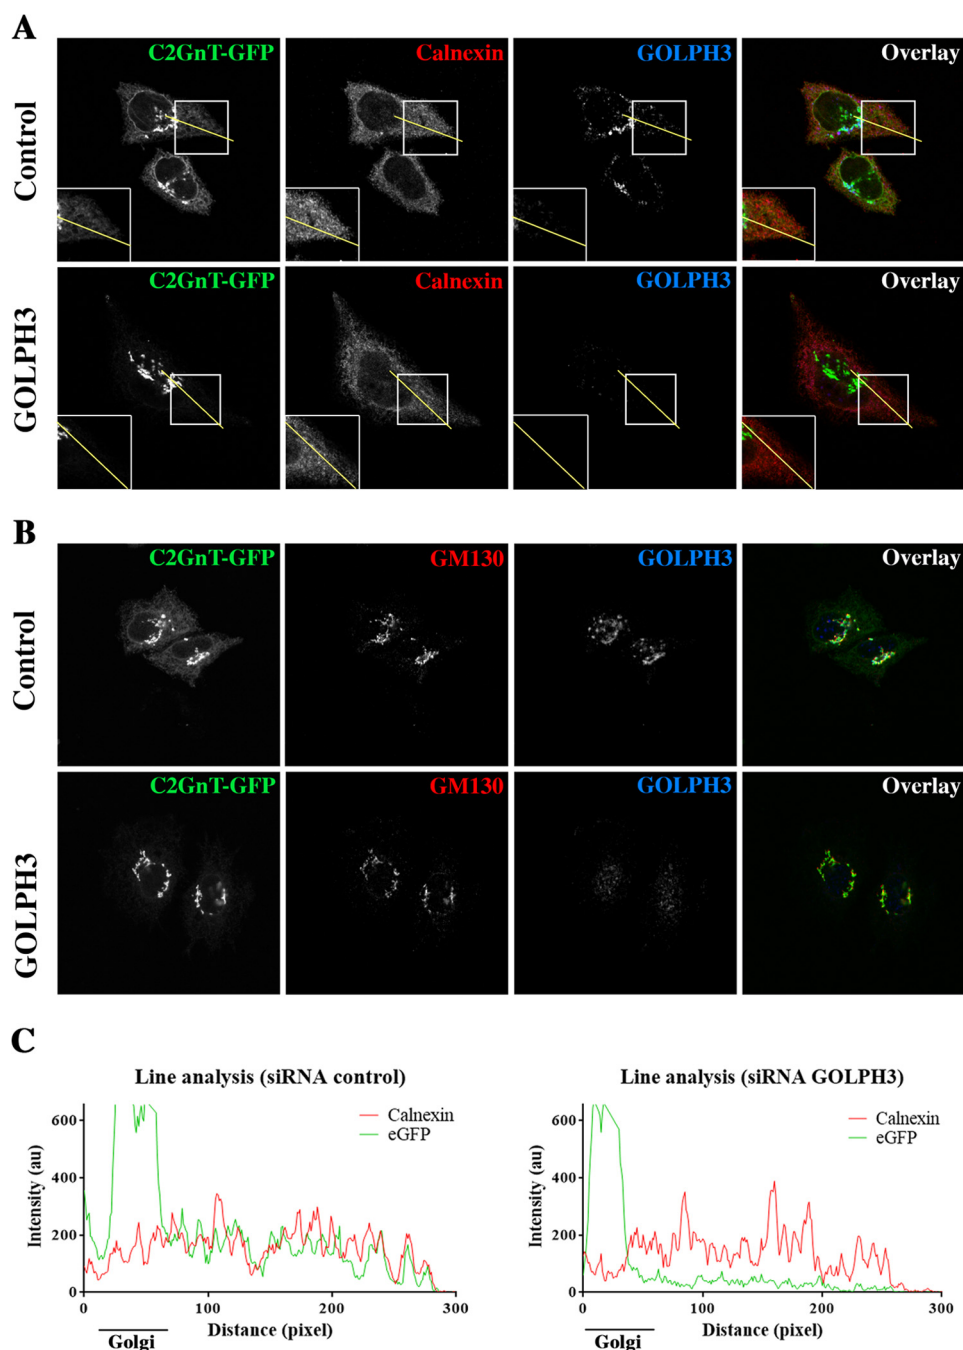 A
C2GnT-GFP Calnexin GOLPH3 Overlay
Control
C2GnT-GFP Calnexin GOLPH3 Overlay
GOLPH3
B
C2GnT-GFP GM130 GOLPH3 Overlay
Control
C2GnT-GFP GM130 GOLPH3 Overlay
GOLPH3
C
Line analysis (siRNA control)
Calnexin
eGFP
Intensity (au)
600
400
200
0
0 100 200 300
Golgi
Distance (pixel)
Line analysis (siRNA GOLPH3)
Calnexin
eGFP
Intensity (au)
600
400
200
0
0 100 200 300
Golgi
Distance (pixel)